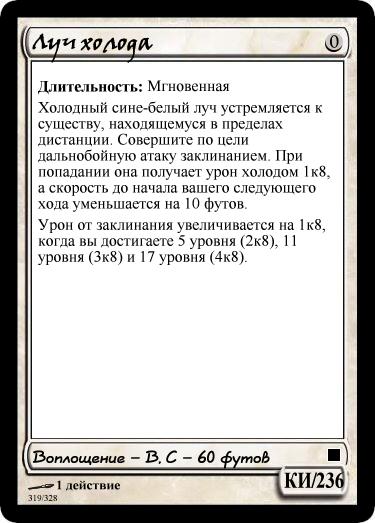 Луч холода 0
Длительность: Мгновенная
Холодный сине-белый луч устремляется к
существу, находящемуся в пределах
дистанции. Совершите по цели
дальнобойную атаку заклинанием. При
попадании она получает урон холодом 1к8,
а скорость до начала вашего следующего
хода уменьшается на 10 футов.
Урон от заклинания увеличивается на 1к8,
когда вы достигаете 5 уровня (2к8), 11
уровня (3к8) и 17 уровня (4к8).
Воплощение – В, С – 60 футов
1 действие
КИ/236
319/328